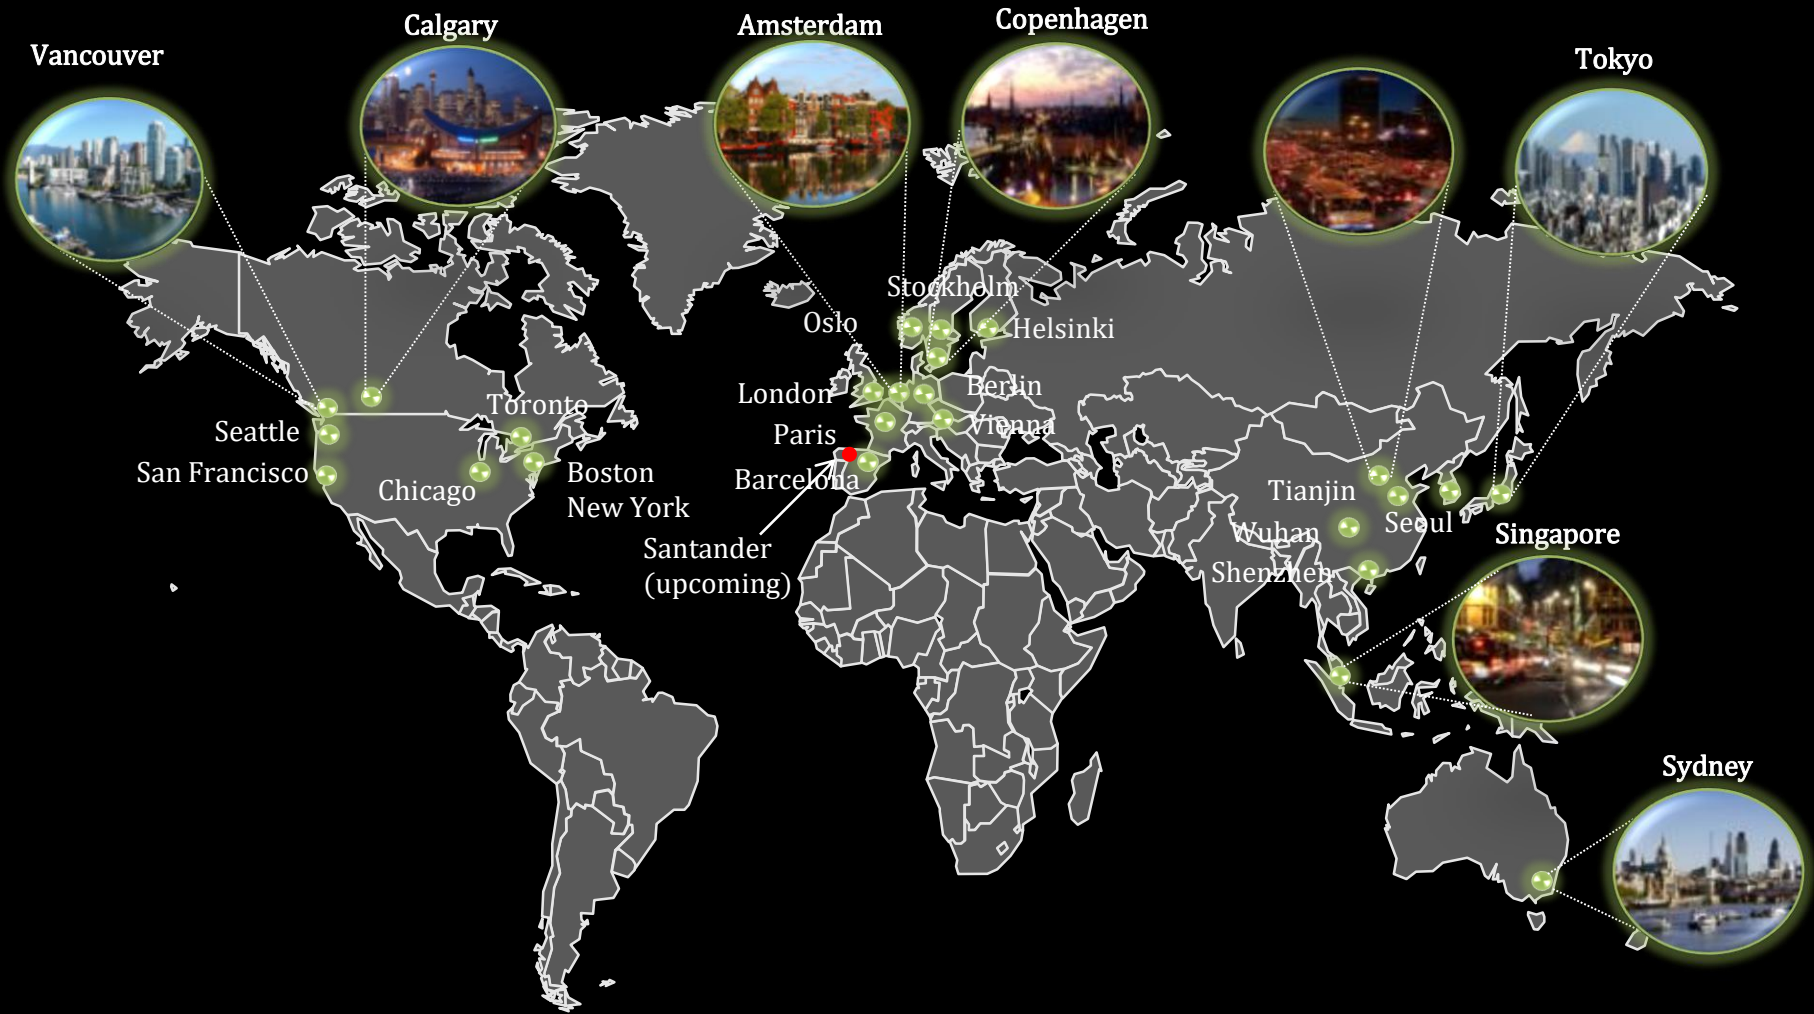 Vancouver
Calgary
Amsterdam
Copenhagen
Tokyo
Stockholm
Oslo
Helsinki
London
Berlin
Toronto
Seattle
Paris
Vienna
San Francisco
Chicago
Boston
New York
Barcelona
Tianjin
Seoul
Wuhan
Singapore
Santander
(upcoming)
Shenzhen
Sydney